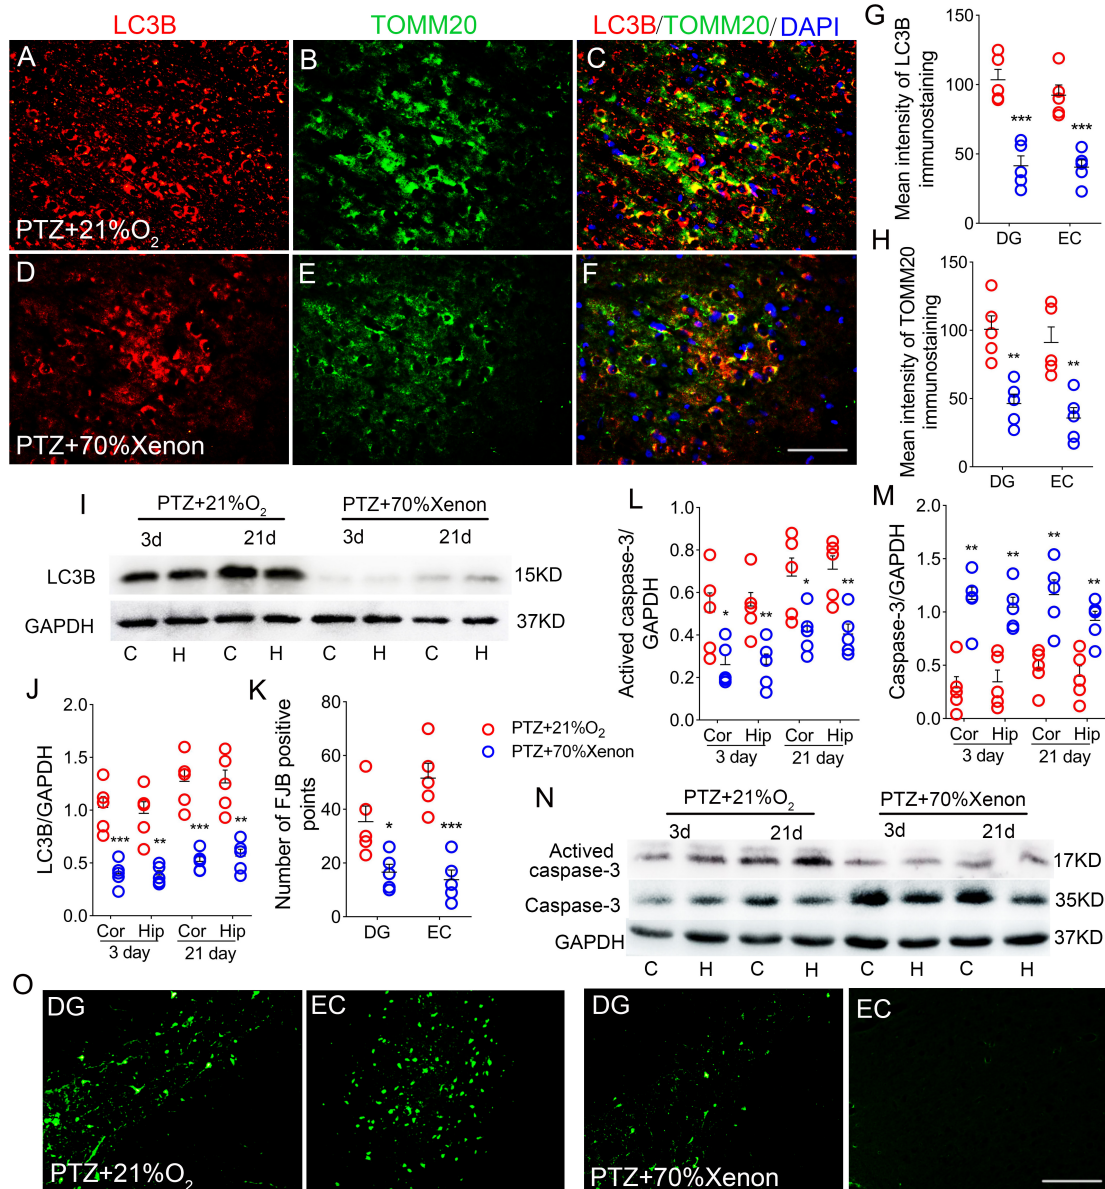 LC3B TOMM20 LC3B/TOMM20/DAPI
A B C
PTZ+21%O₂
D E F
PTZ+70%Xenon
G
Mean intensity of LC3B
immunostaining
150
100
50
0
***
***
DG EC
H
Mean intensity of TOMM20
immunostaining
150
100
50
0
**
**
DG EC
I
PTZ+21%O₂ PTZ+70%Xenon
3d 21d 3d 21d
LC3B 15KD
GAPDH 37KD
C H C H C H C H
J
LC3B/GAPDH
2.0
1.5
1.0
0.5
0.0
*** ** *** **
Cor Hip Cor Hip
3 day 21 day
K
Number of FJB positive
points
80
60
40
20
0
* ***
DG EC
PTZ+21%O₂
PTZ+70%Xenon
L
Actived caspase-3/
GAPDH
1.0
0.8
0.6
0.4
0.2
0.0
* ** * **
Cor Hip Cor Hip
3 day 21 day
M
Caspase-3/GAPDH
2.0
1.5
1.0
0.5
0.0
** ** ** **
Cor Hip Cor Hip
3 day 21 day
N
PTZ+21%O₂ PTZ+70%Xenon
3d 21d 3d 21d
Actived
caspase-3 17KD
Caspase-3 35KD
GAPDH 37KD
C H C H C H C H
O
DG EC DG EC
PTZ+21%O₂ PTZ+70%Xenon